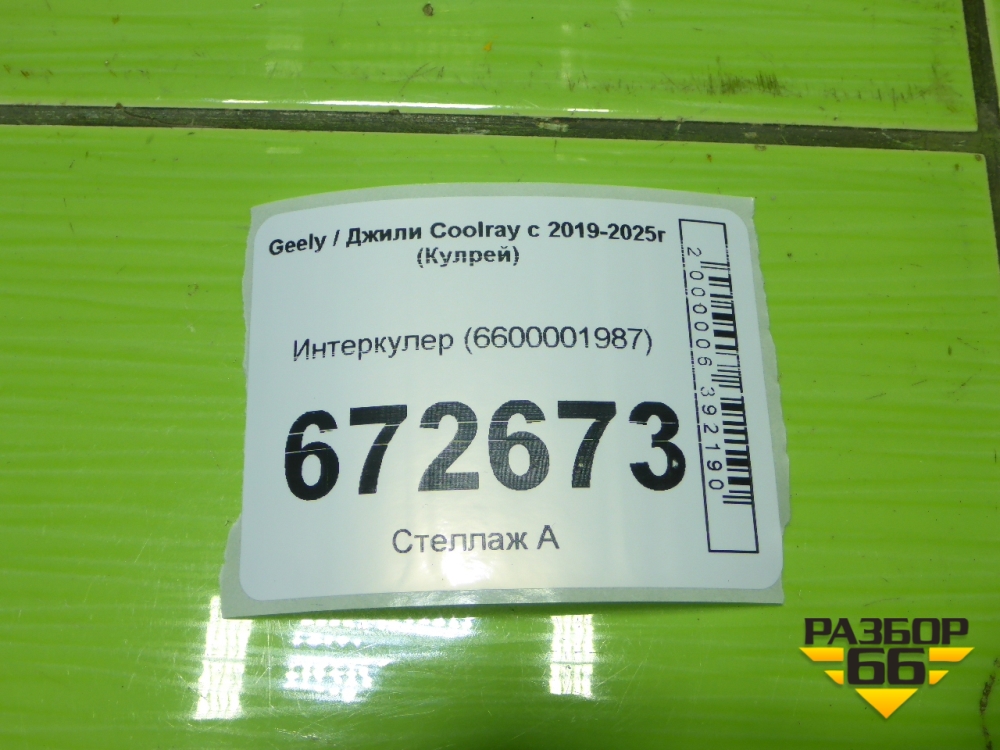 Geely / Джили Coolray с 2019-2025г
(Кулрей)
Интеркулер (6600001987)
672673
Стеллаж А
2000006392190
РАЗБОР
66